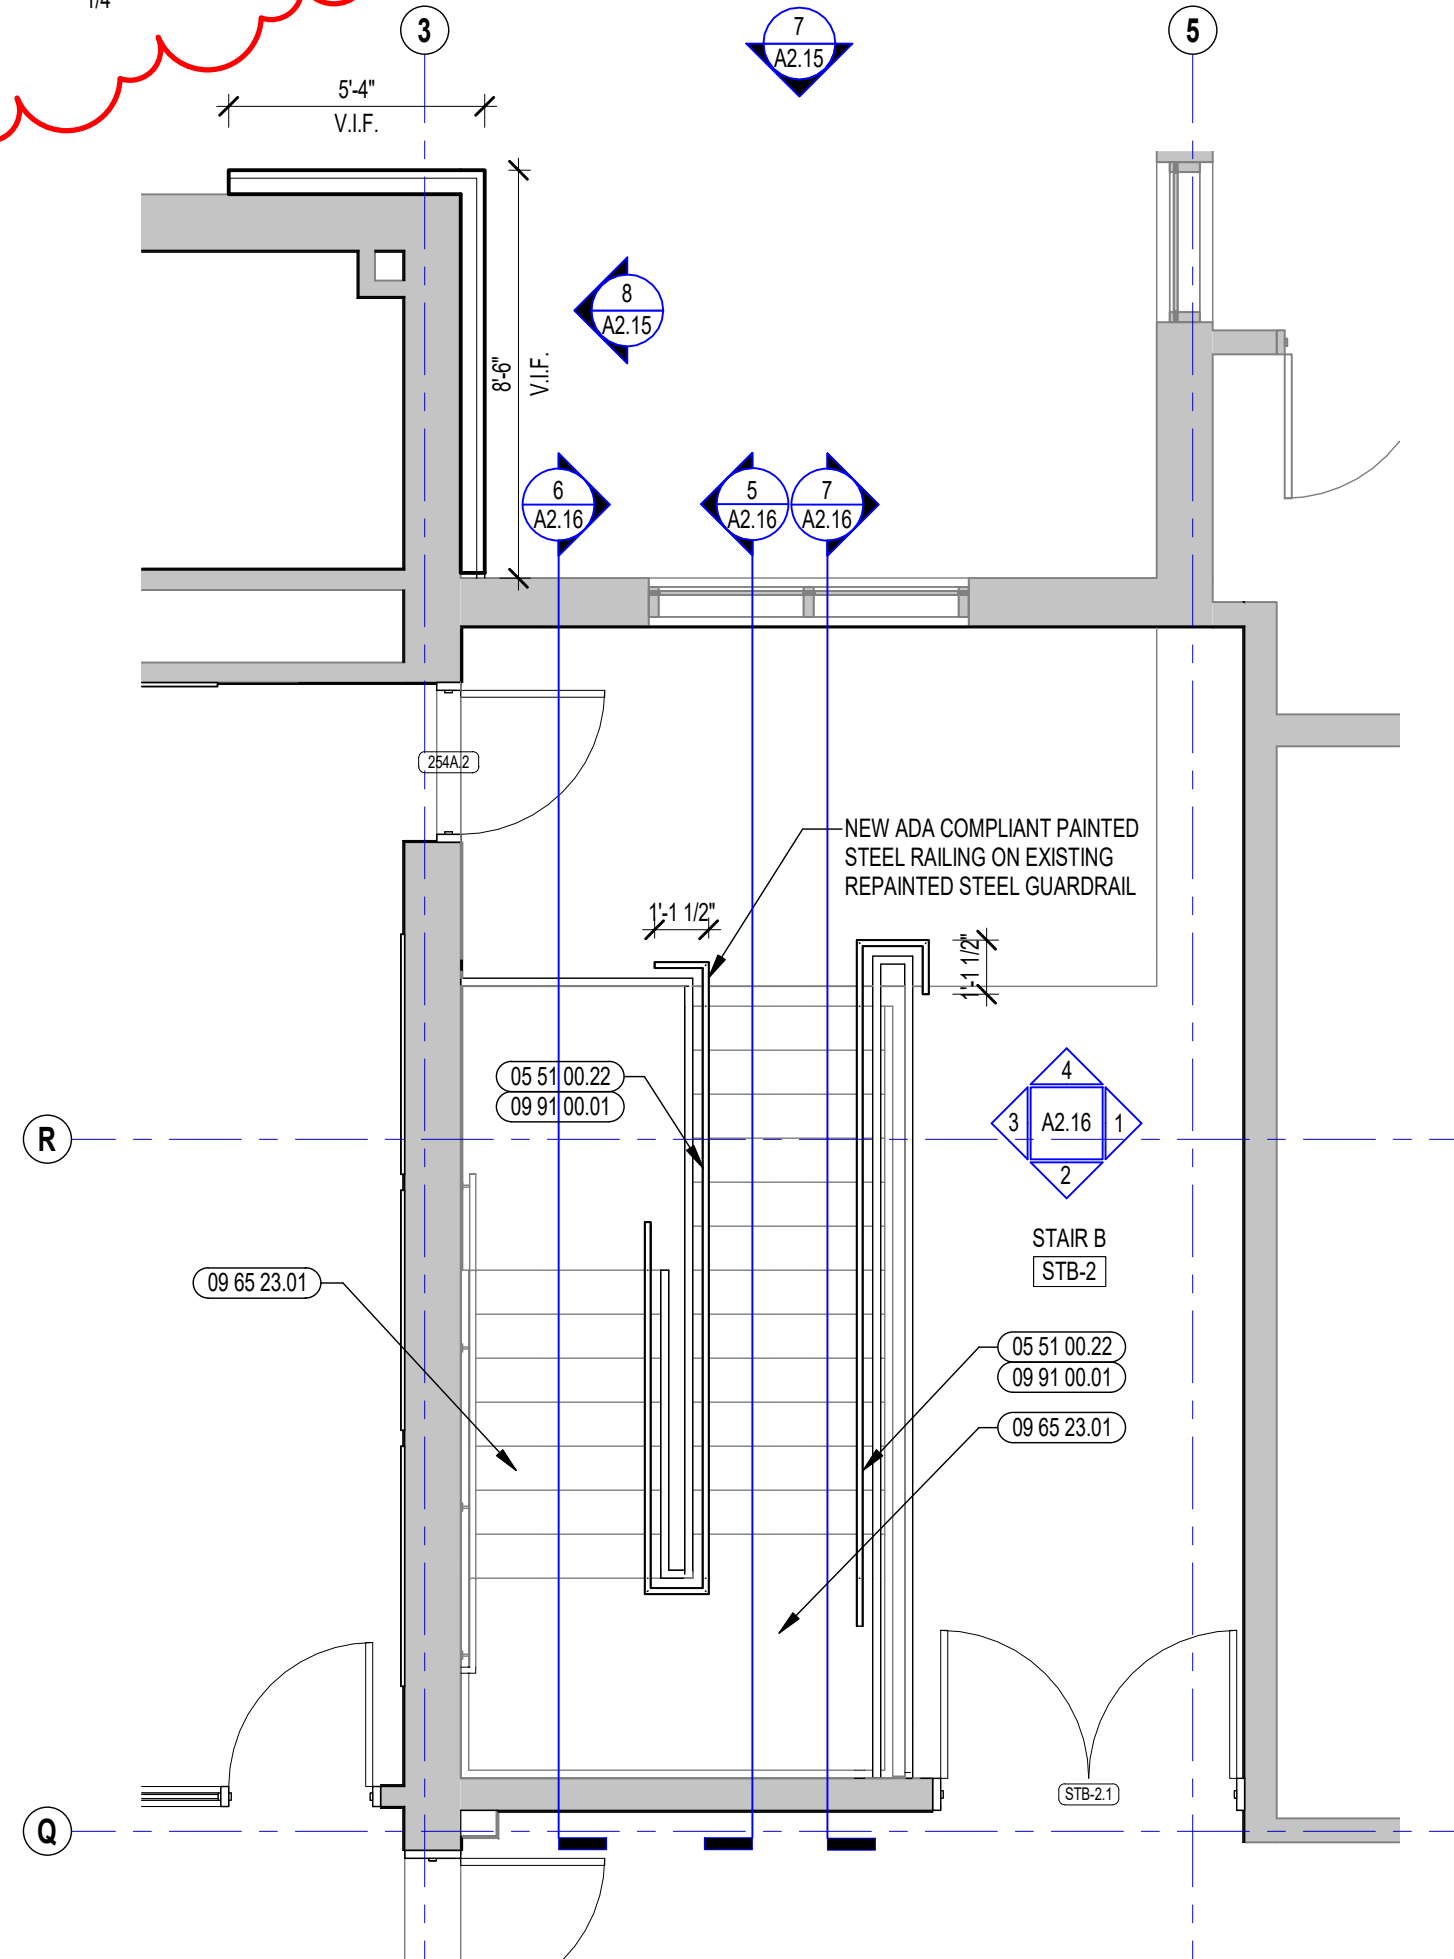 1/4"
3
7
A2.15
5
5'-4"
V.I.F.
8
A2.15
8'-6"
V.I.F.
6
A2.16
5
A2.16
7
A2.16
254A.2
NEW ADA COMPLIANT PAINTED
STEEL RAILING ON EXISTING
REPAINTED STEEL GUARDRAIL
1'-1 1/2"
1'-1 1/2"
05 51 00.22
09 91 00.01
4
3
A2.16
1
2
R
STAIR B
STB-2
09 65 23.01
05 51 00.22
09 91 00.01
09 65 23.01
STB-2.1
Q